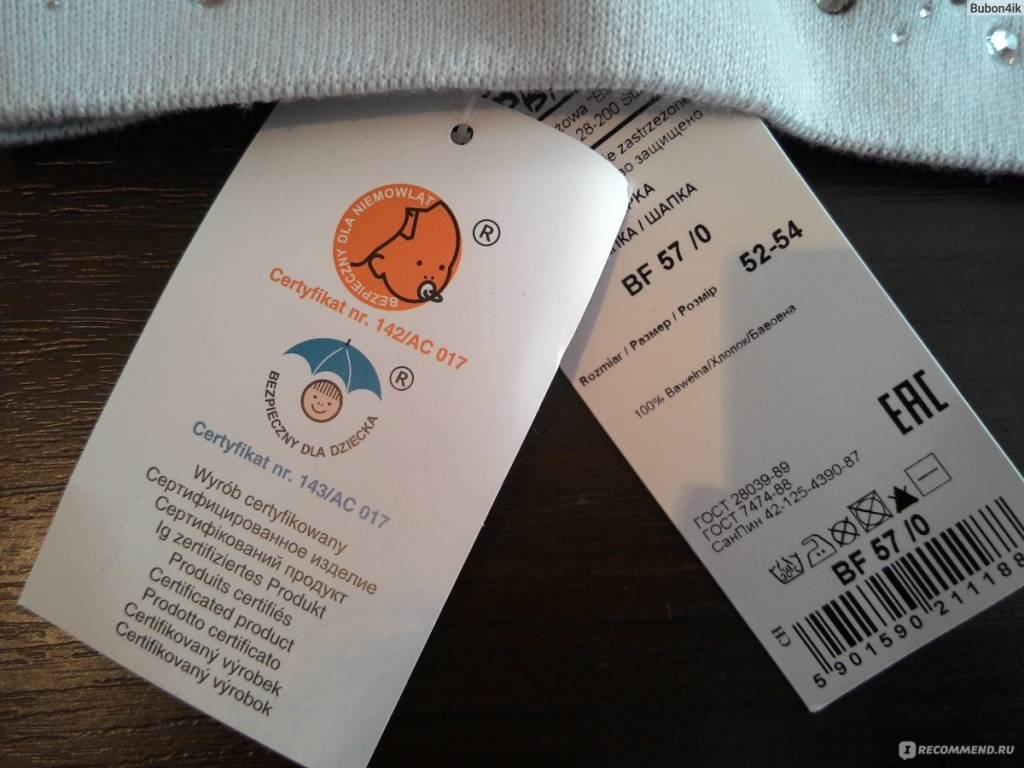 Bubon4ik
BEZPIECZNY DLA NIEMOWLĄT
BEZPIECZNY
®
Certyfikat nr. 142/AC 017
®
BEZPIECZNY DLA DZIECKA
Certyfikat nr. 143/AC 017
Wyrób certyfikowany
Сертифицированное изделие
Сертифікований продукт
Ig zertifiziertes Produkt
Produits certifiés
Certificated product
Prodotto certificato
Certifikovaný výrobek
Certifikovaný výrobok
28-200
zastrzeżone
защищено
/ ШАПКА
BF 57 /0
Rozmiar / Размер / Розмір 52-54
100% Bawełna/Хлопок/Бавовна
EAC
ГОСТ 28039-89
ГОСТ 7474-88
СанПин 42-125-4390-87
BF 57 /0
5 901590 211188
IRECOMMEND.RU